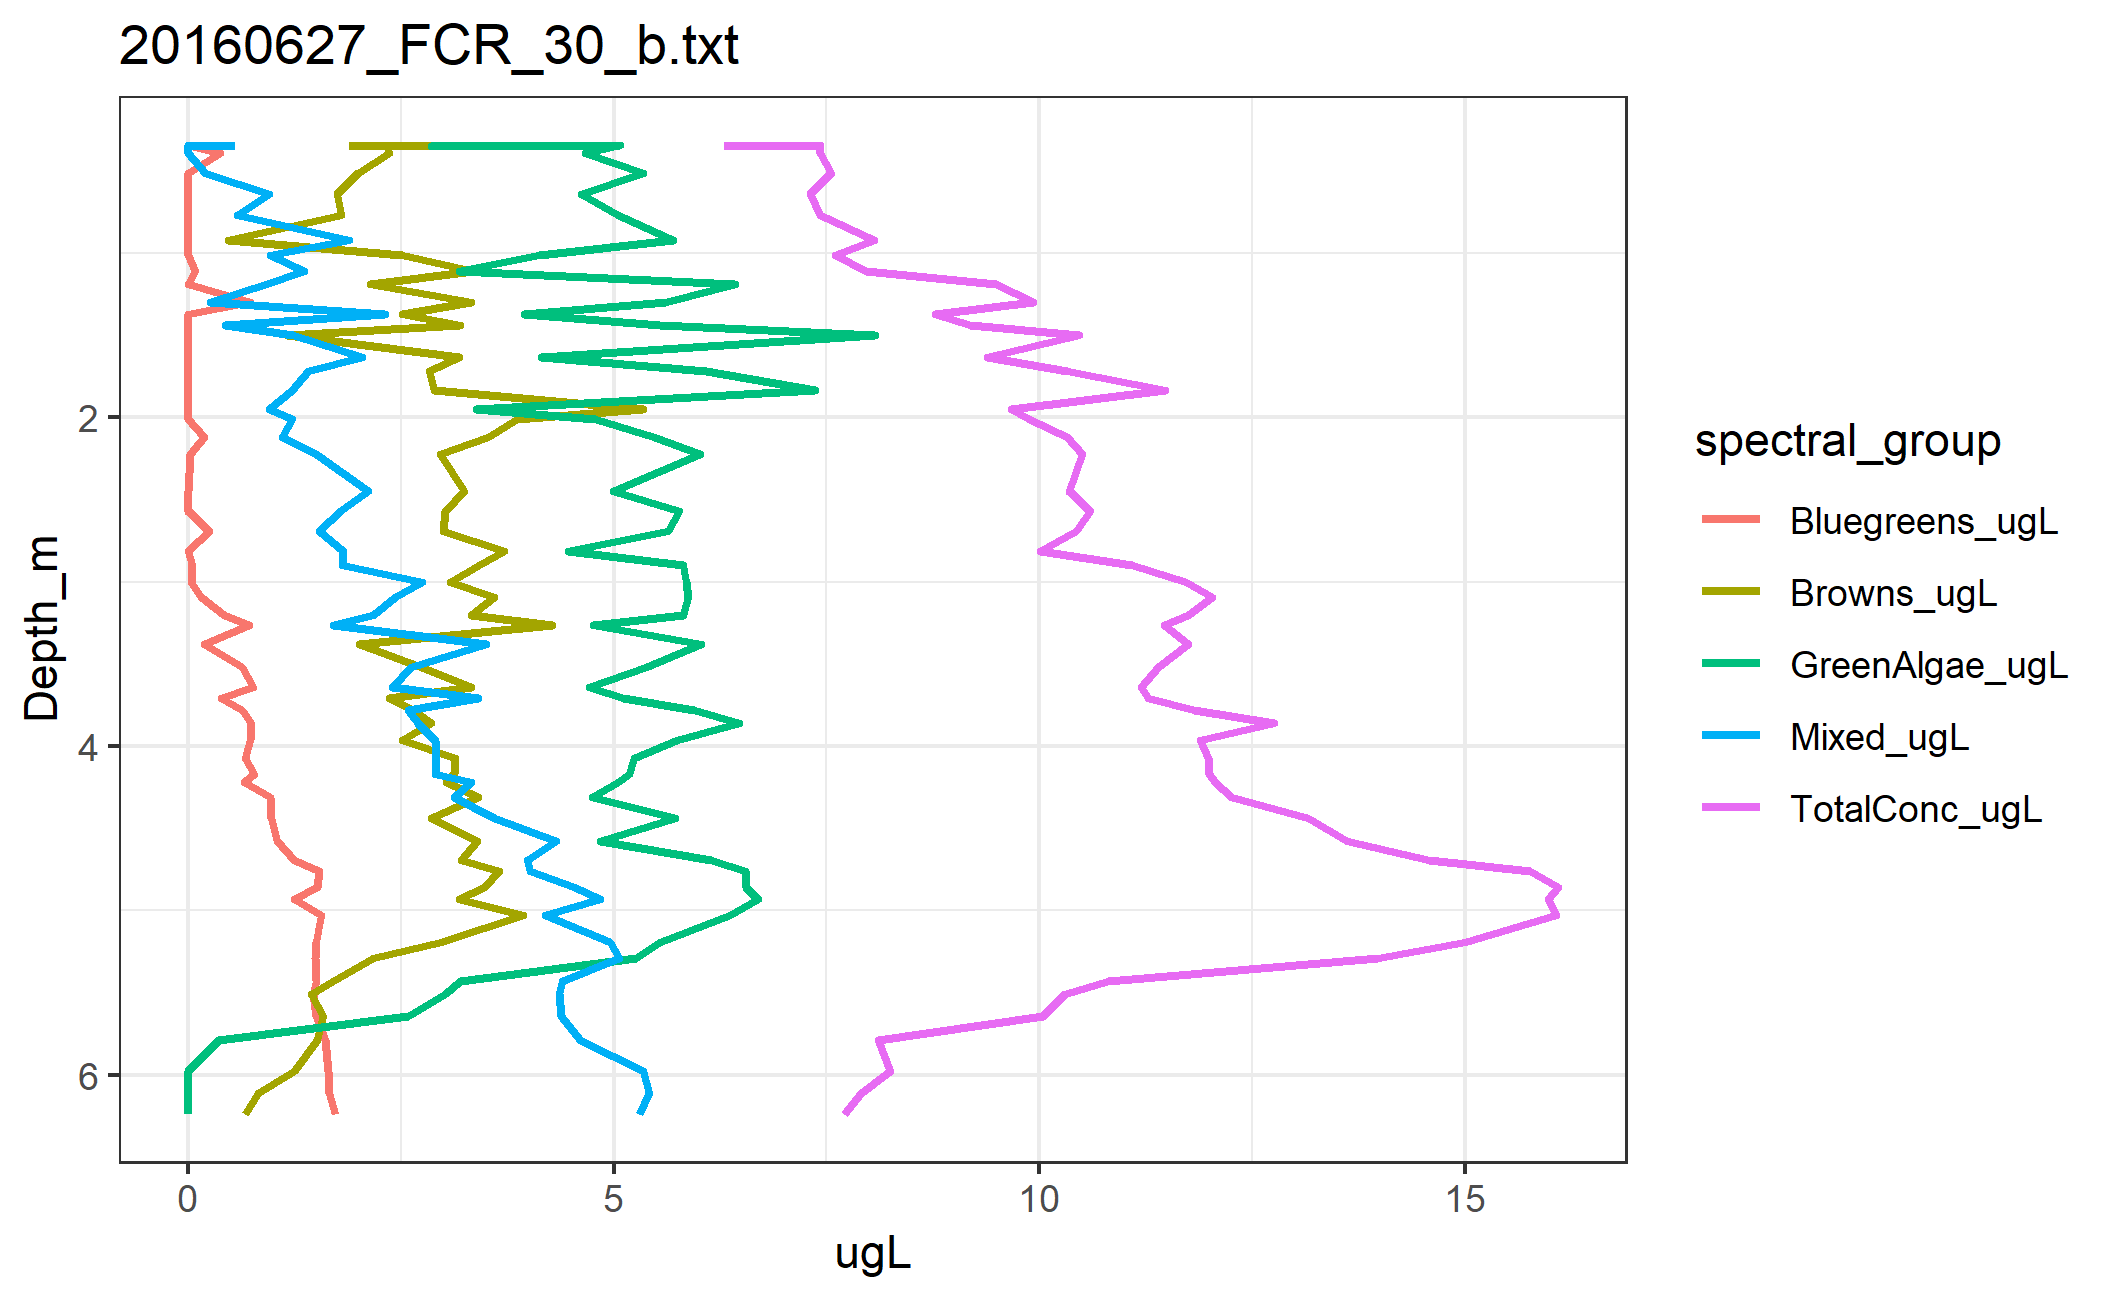 20160627_FCR_30_b.txt
Depth_m
2
4
6
0
5
10
15
ugL
spectral_group
Bluegreens_ugL
Browns_ugL
GreenAlgae_ugL
Mixed_ugL
TotalConc_ugL